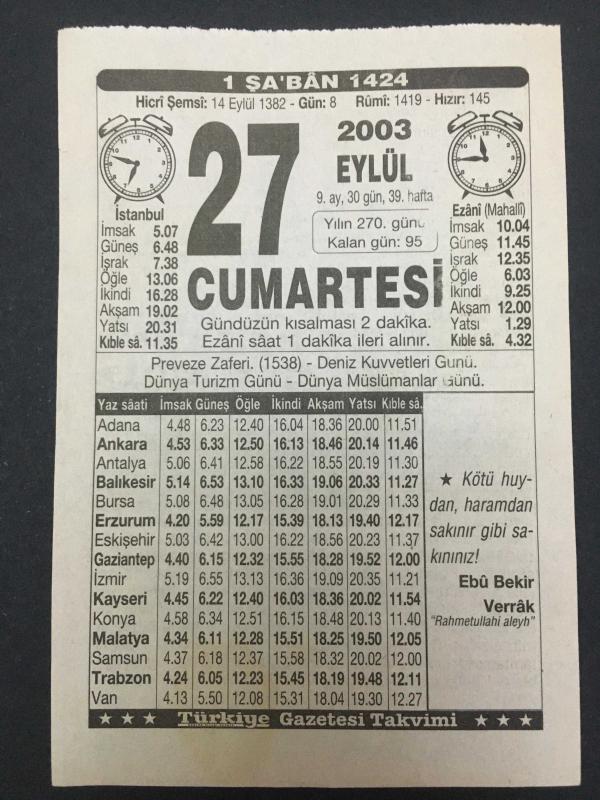 1 ŞA'BÂN 1424
Hicrî Şemsî: 14 Eylül 1382 - Gün: 8 Rûmî: 1419 - Hızır: 145
27
2003
EYLÜL
9. ay, 30 gün, 39. hafta
Yılın 270. günü
Kalan gün: 95
CUMARTESİ
Gündüzün kısalması 2 dakîka.
Ezânî sâat 1 dakîka ileri alınır.
İstanbul
İmsak 5.07
Güneş 6.48
İşrak 7.38
Öğle 13.06
İkindi 16.28
Akşam 19.02
Yatsı 20.31
Kıble sâ. 11.35
Ezânî (Mahallî)
İmsak 10.04
Güneş 11.45
İşrak 12.35
Öğle 6.03
İkindi 9.25
Akşam 12.00
Yatsı 1.29
Kıble sâ. 4.32
Preveze Zaferi. (1538) - Deniz Kuvvetleri Günü.
Dünya Turizm Günü - Dünya Müslümanlar Günü.
Yaz sâati İmsak Güneş Öğle İkindi Akşam Yatsı Kıble sâ.
Adana 4.48 6.23 12.40 16.04 18.36 20.00 11.51
Ankara 4.53 6.33 12.50 16.13 18.46 20.14 11.46
Antalya 5.06 6.41 12.58 16.22 18.55 20.19 11.30
Balıkesir 5.14 6.53 13.10 16.33 19.06 20.33 11.27
Bursa 5.08 6.48 13.05 16.28 19.01 20.29 11.33
Erzurum 4.20 5.59 12.17 15.39 18.13 19.40 12.17
Eskişehir 5.03 6.42 13.00 16.22 18.56 20.23 11.37
Gaziantep 4.40 6.15 12.32 15.55 18.28 19.52 12.00
İzmir 5.19 6.55 13.13 16.36 19.09 20.35 11.21
Kayseri 4.45 6.22 12.40 16.03 18.36 20.02 11.54
Konya 4.58 6.34 12.51 16.15 18.48 20.13 11.40
Malatya 4.34 6.11 12.28 15.51 18.25 19.50 12.05
Samsun 4.37 6.18 12.37 15.58 18.32 20.02 12.00
Trabzon 4.24 6.05 12.23 15.45 18.19 19.48 12.11
Van 4.13 5.50 12.08 15.31 18.04 19.30 12.27
★ Kötü huy-
dan, haramdan
sakınır gibi sa-
kınınız!
Ebû Bekir
Verrâk
"Rahmetullahi aleyh"
★ ★ ★ Türkiye Gazetesi Takvimi ★ ★ ★